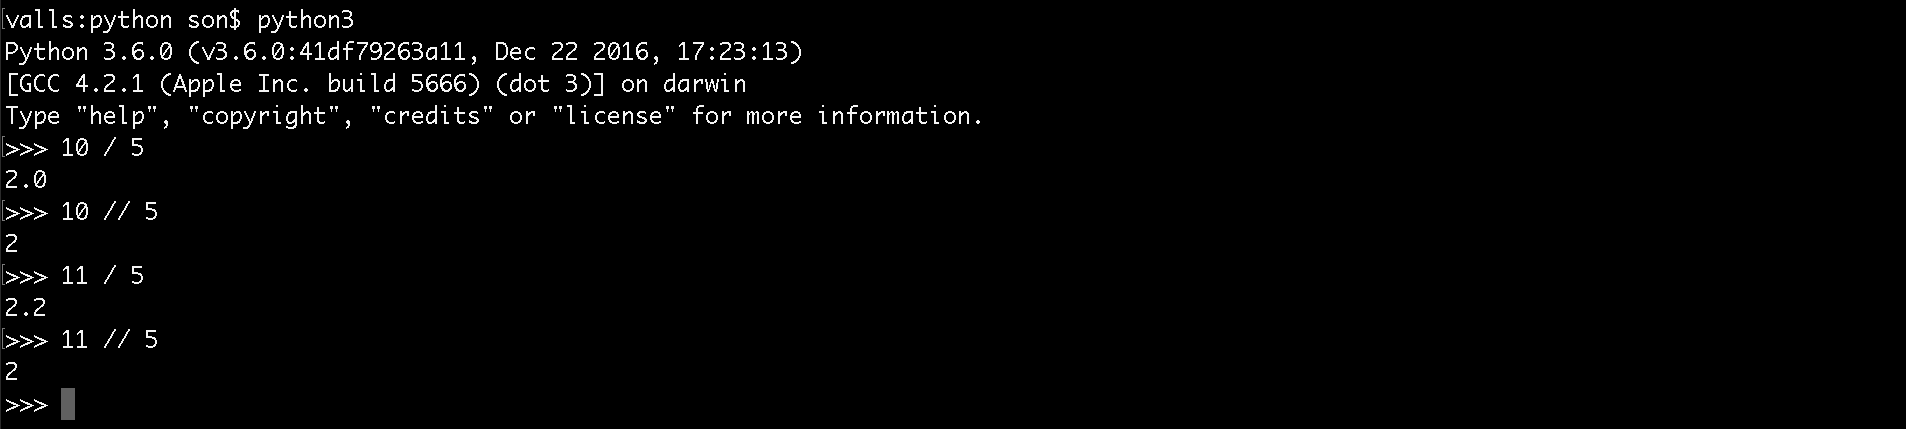 valls:python son$ python3
Python 3.6.0 (v3.6.0:41df79263a11, Dec 22 2016, 17:23:13)
[GCC 4.2.1 (Apple Inc. build 5666) (dot 3)] on darwin
Type "help", "copyright", "credits" or "license" for more information.
>>> 10 / 5
2.0
>>> 10 // 5
2
>>> 11 / 5
2.2
>>> 11 // 5
2
>>>